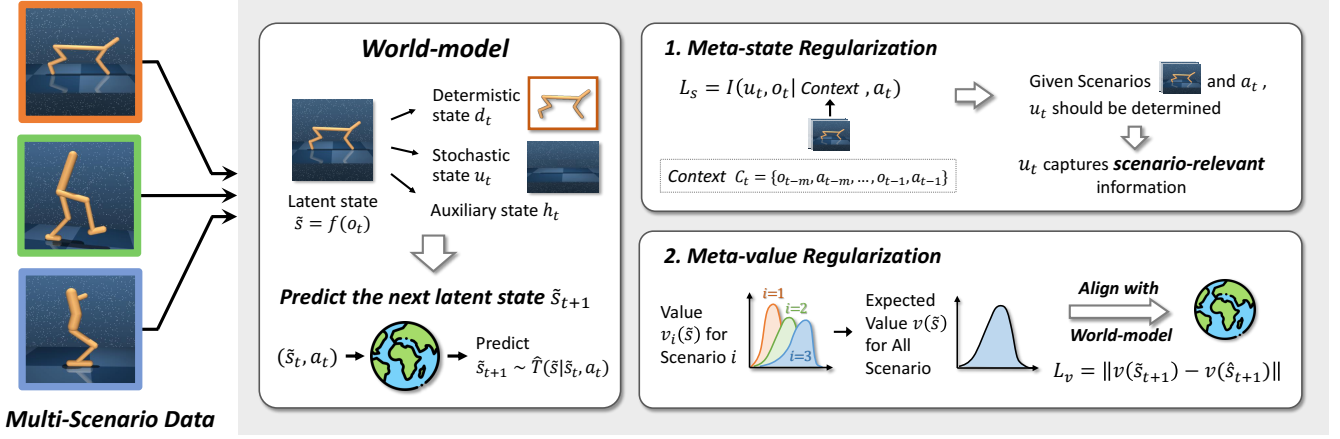 Multi-Scenario Data
World-model
Latent state
s̃ = f(o_t)
Determistic
state d_t
Stochastic
state u_t
Auxiliary state h_t
Predict the next latent state s̃_{t+1}
(s̃_t, a_t)
Predict
s̃_{t+1} ~ T̂(s̃|s̃_t, a_t)
1. Meta-state Regularization
L_s = I(u_t, o_t| Context , a_t)
Context C_t = {o_{t−m}, a_{t−m}, … , o_{t−1}, a_{t−1}}
Given Scenarios and a_t ,
u_t should be determined
u_t captures scenario-relevant
information
2. Meta-value Regularization
Value
v_i(s̃) for
Scenario i
i=1
i=2
i=3
Expected
Value v(s̃)
for All
Scenario
Align with
World-model
L_v = ‖v(s̃_{t+1}) − v(ŝ_{t+1})‖